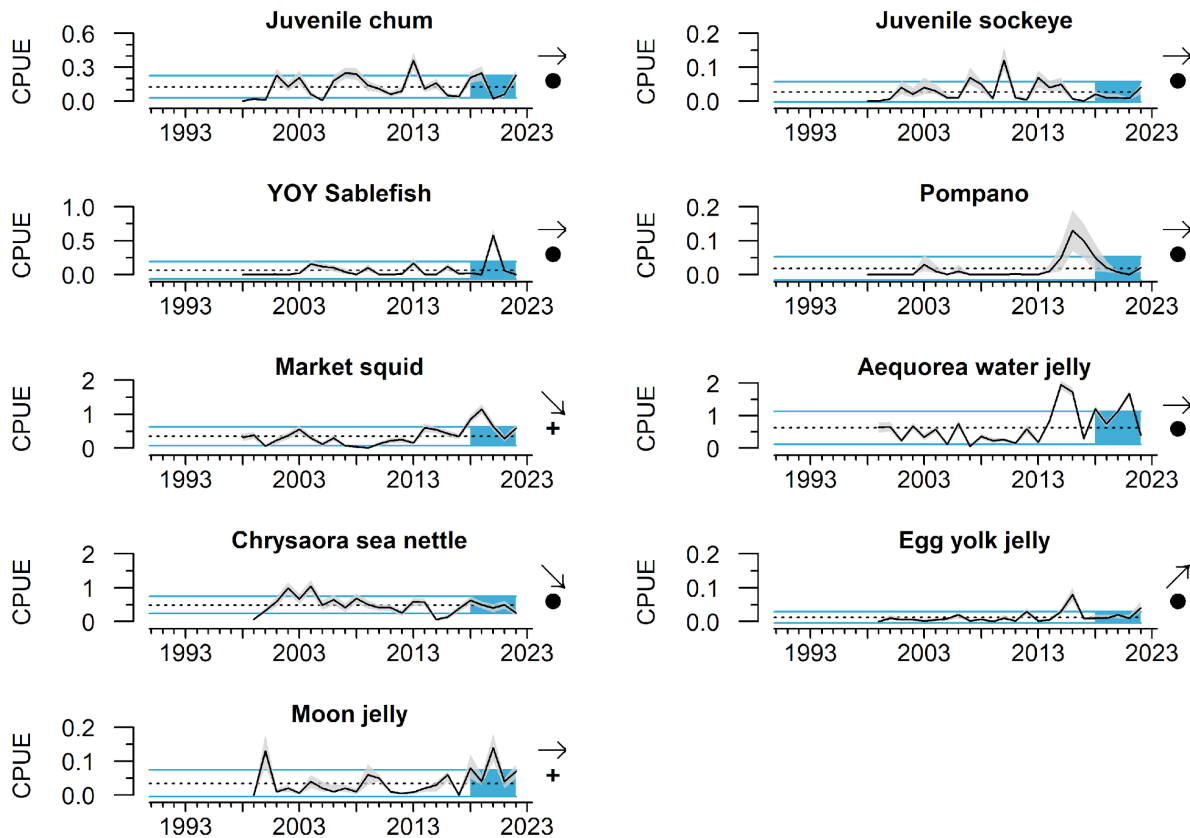 Juvenile chum
CPUE
0.6
0.3
0.0
1993 2003 2013 2023
Juvenile sockeye
CPUE
0.2
0.1
0.0
1993 2003 2013 2023
YOY Sablefish
CPUE
1.0
0.5
0.0
1993 2003 2013 2023
Pompano
CPUE
0.2
0.1
0.0
1993 2003 2013 2023
Market squid
CPUE
2
1
0
+
1993 2003 2013 2023
Aequorea water jelly
CPUE
2
1
0
1993 2003 2013 2023
Chrysaora sea nettle
CPUE
2
1
0
1993 2003 2013 2023
Egg yolk jelly
CPUE
0.2
0.1
0.0
1993 2003 2013 2023
Moon jelly
CPUE
0.2
0.1
0.0
+
1993 2003 2013 2023